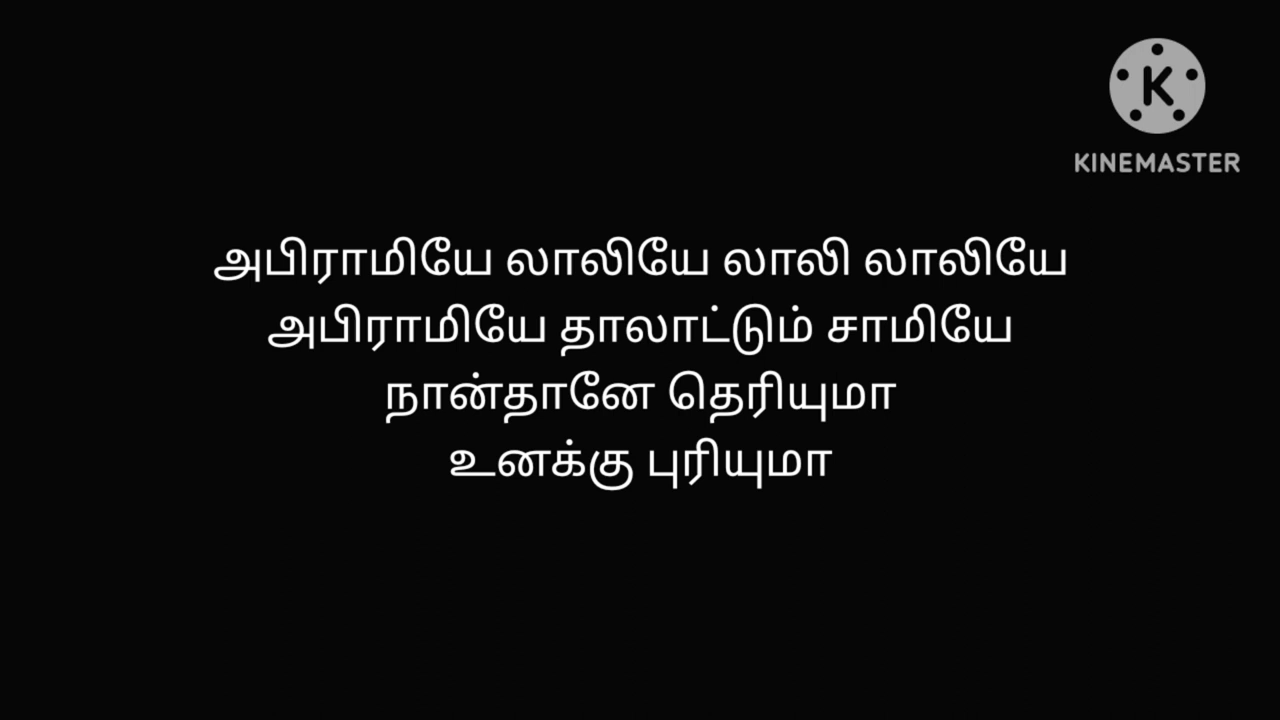 KINEMASTER
அபிராமியே லாலியே லாலி லாலியே
அபிராமியே தாலாட்டும் சாமியே
நான்தானே தெரியுமா
உனக்கு புரியுமா